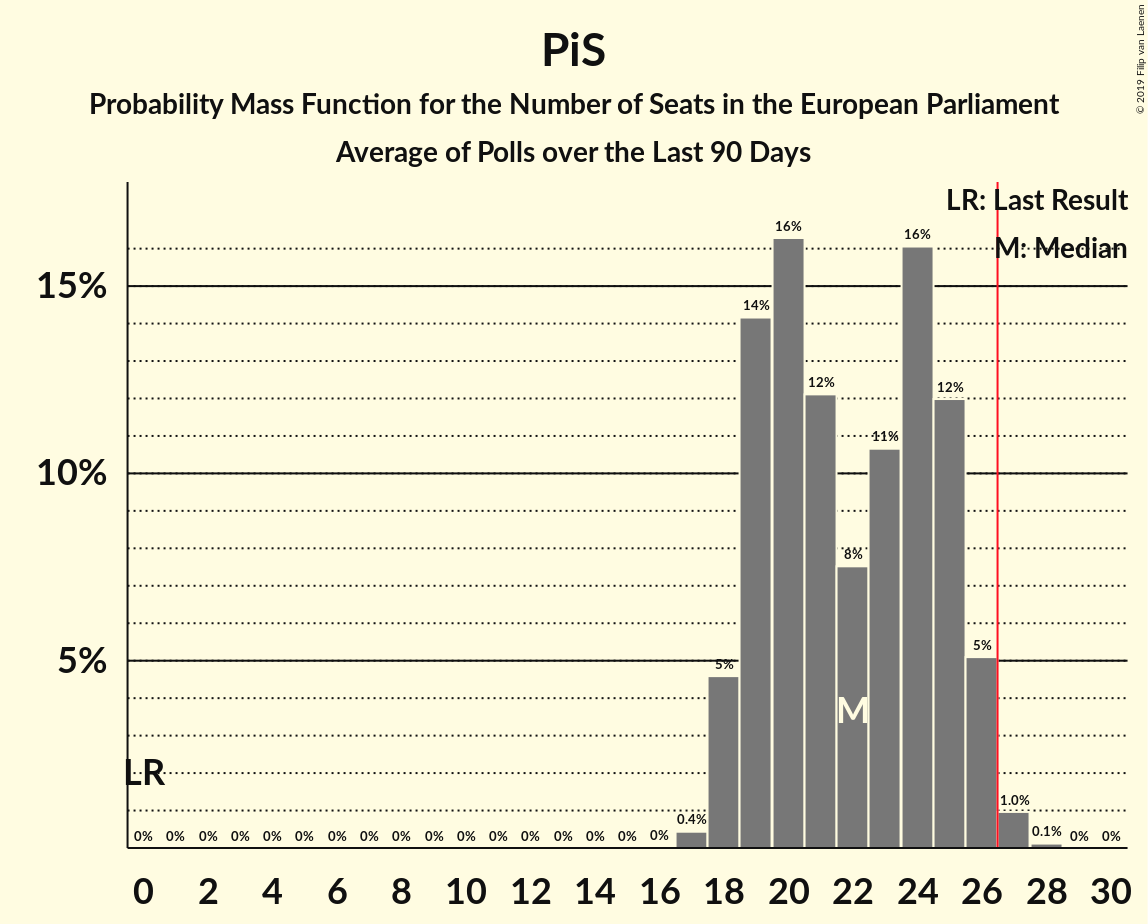 PiS
Probability Mass Function for the Number of Seats in the European Parliament
Average of Polls over the Last 90 Days
© 2019 Filip van Laenen
LR: Last Result
M: Median
15%
10%
5%
16%
16%
14%
12%
12%
11%
8%
5%
5%
M
LR
0% 0% 0% 0% 0% 0% 0% 0% 0% 0% 0% 0% 0% 0% 0% 0% 0% 0.4% 1.0% 0.1% 0% 0%
0 2 4 6 8 10 12 14 16 18 20 22 24 26 28 30